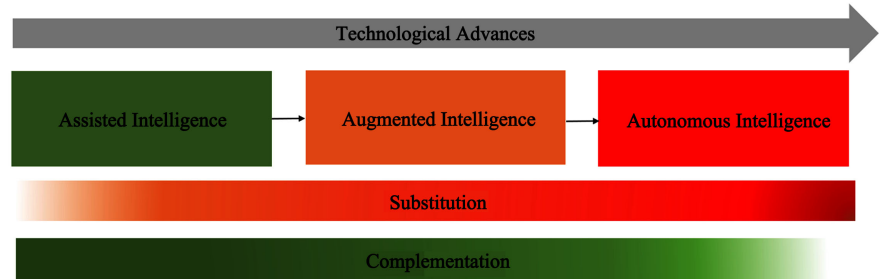 Technological Advances
Assisted Intelligence
Augmented Intelligence
Autonomous Intelligence
Substitution
Complementation